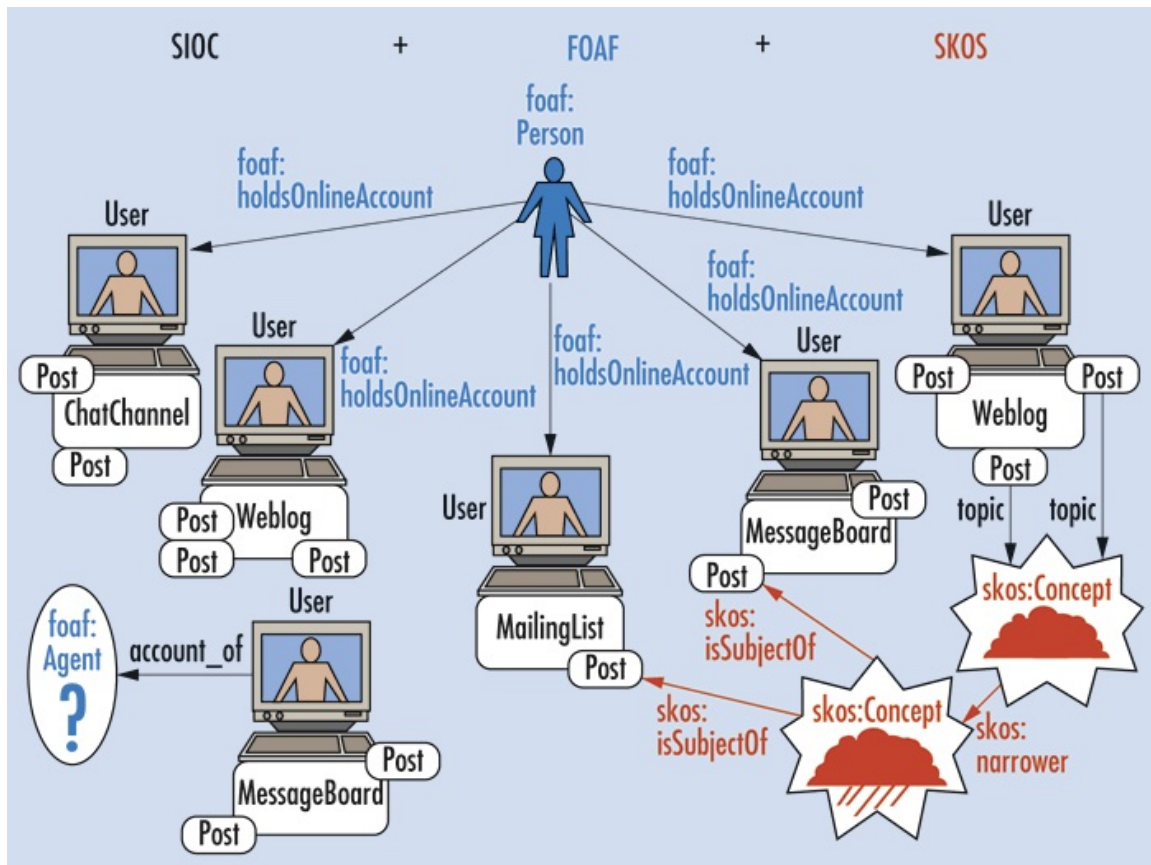 SIOC + FOAF + SKOS
foaf:
Person
foaf:
holdsOnlineAccount
foaf:
holdsOnlineAccount
User
User
foaf:
holdsOnlineAccount
User
foaf:
holdsOnlineAccount
foaf:
holdsOnlineAccount
User
Post
ChatChannel
Post
Post
Post
Weblog
Post
User
Post
Weblog
Post
Post
Post
MessageBoard
Post
topic
topic
User
MailingList
Post
skos:
isSubjectOf
skos:Concept
foaf:
Agent
?
account_of
User
Post
MessageBoard
Post
skos:
isSubjectOf
skos:Concept
skos:
narrower